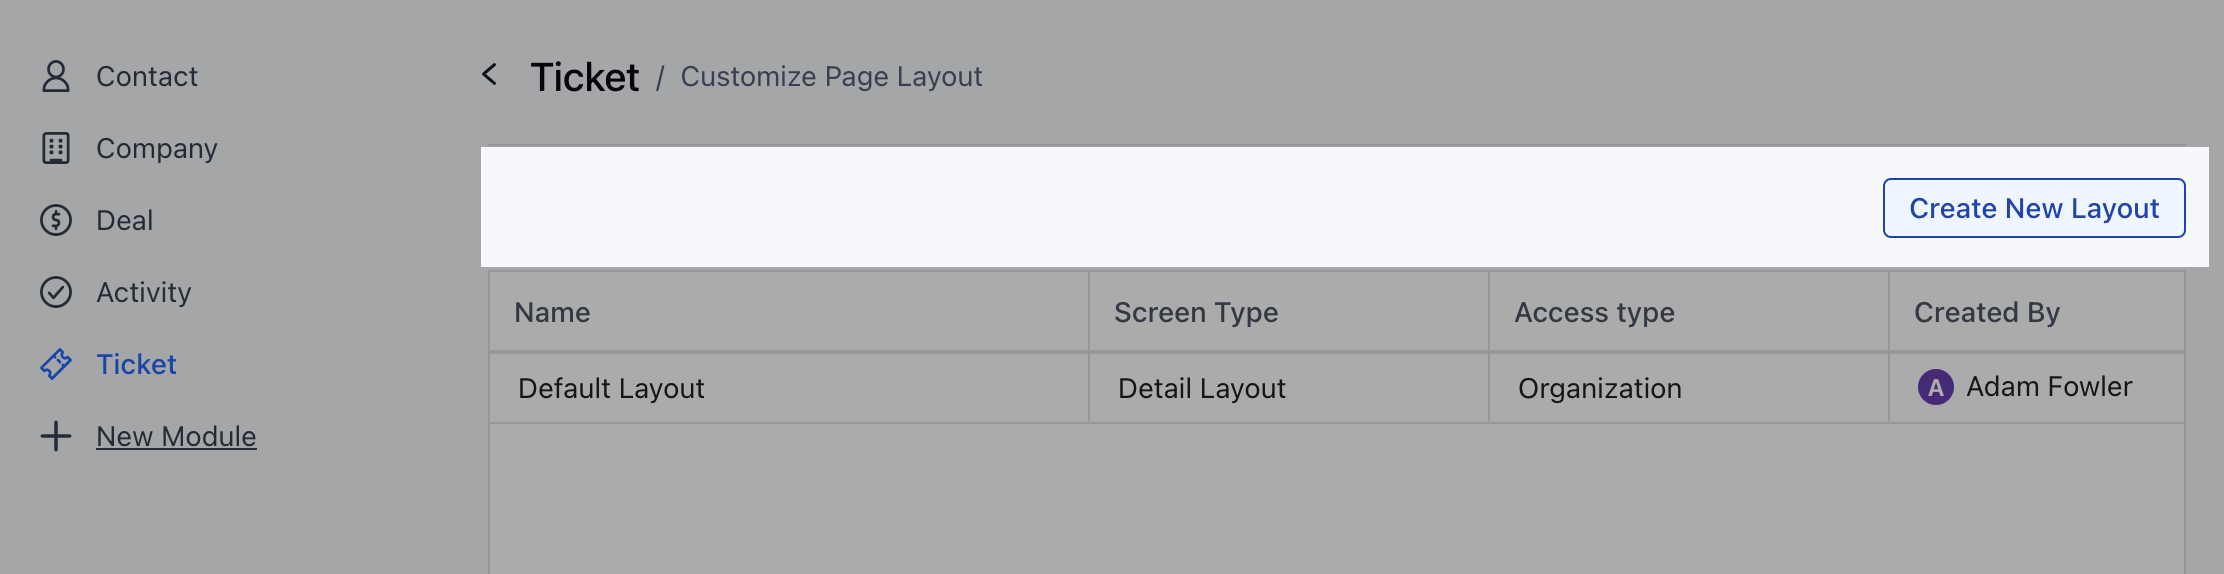 Contact
Company
Deal
Activity
Ticket
New Module
Ticket / Customize Page Layout
Create New Layout
Name Screen Type Access type Created By
Default Layout Detail Layout Organization A Adam Fowler